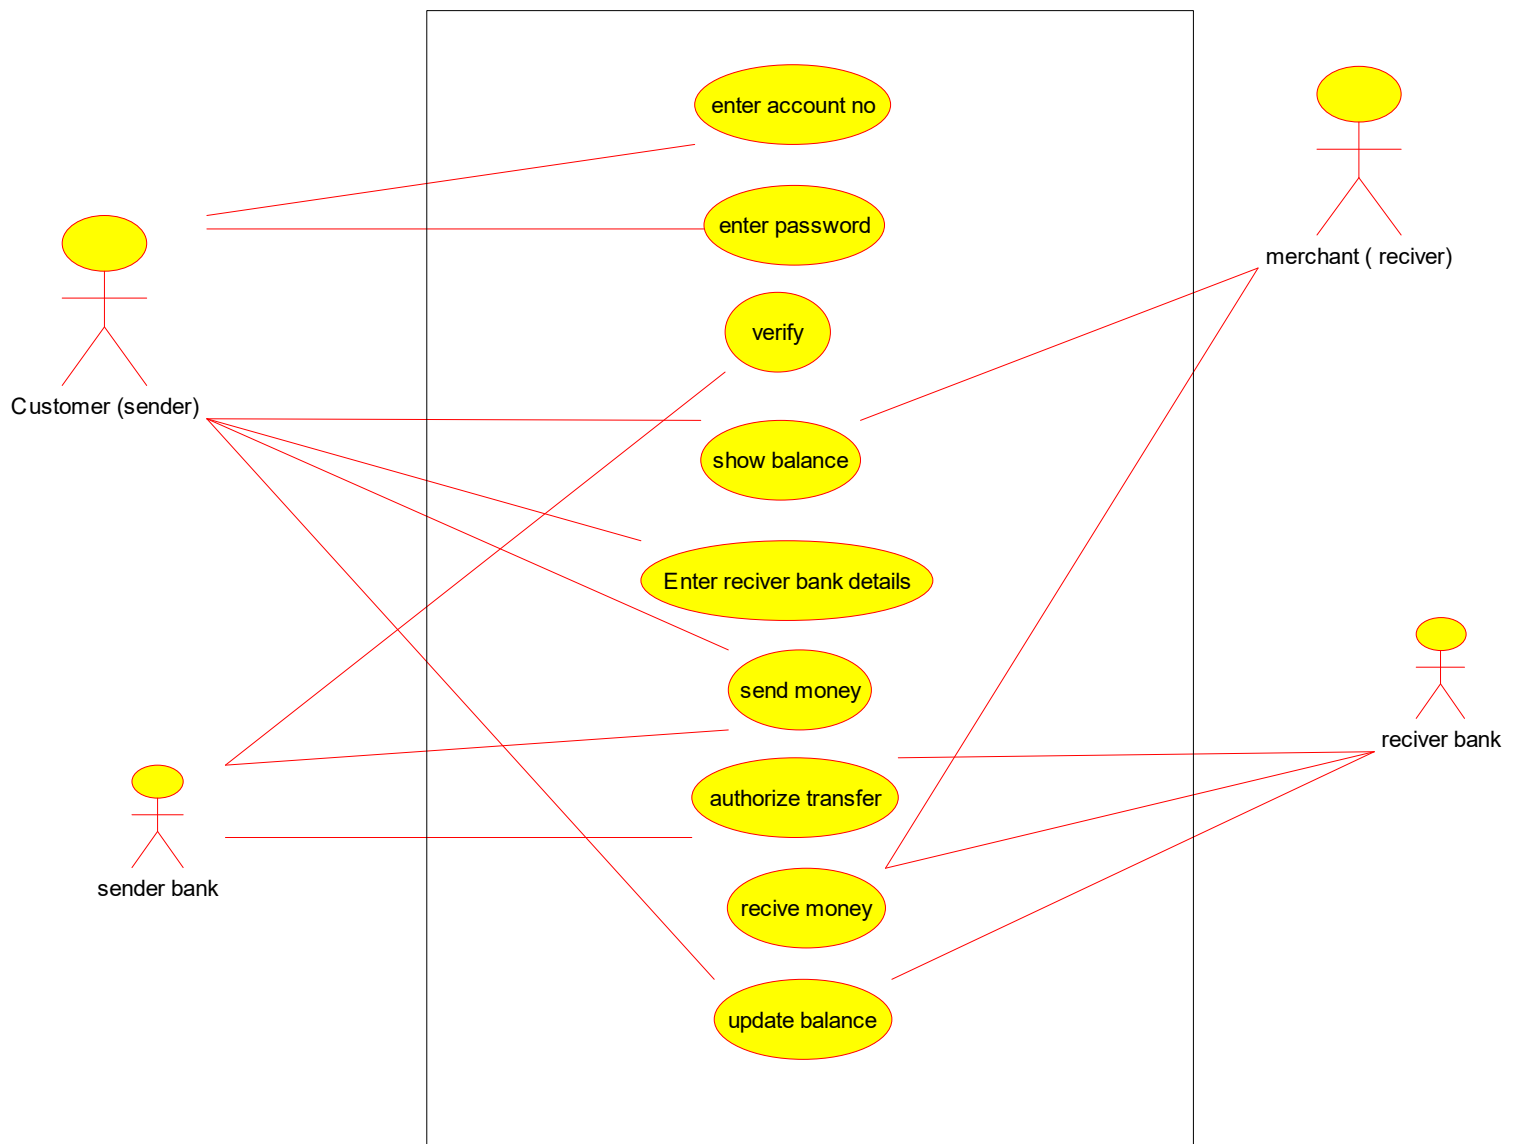 enter account no
merchant ( reciver)
enter password
verify
Customer (sender)
show balance
Enter reciver bank details
send money
reciver bank
authorize transfer
sender bank
recive money
update balance